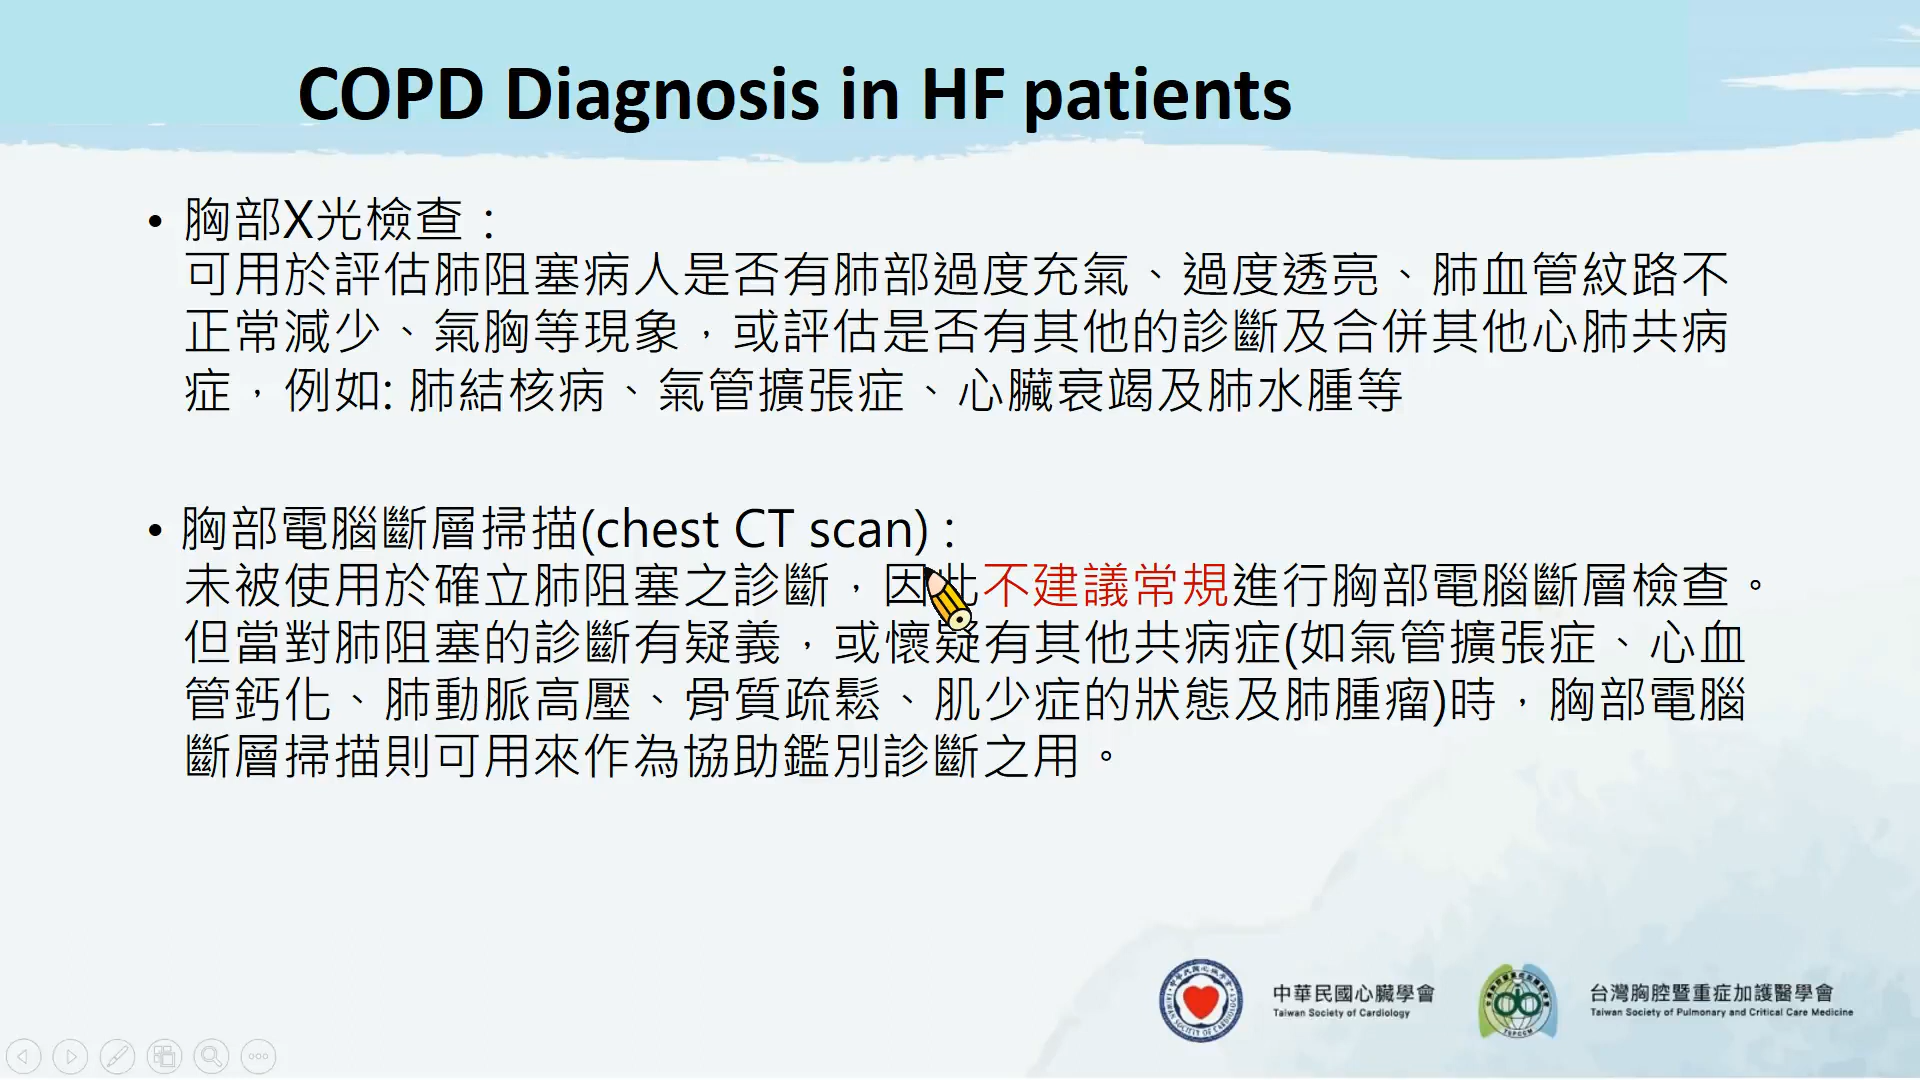 COPD Diagnosis in HF patients
• 胸部X光檢查：
可用於評估肺阻塞病人是否有肺部過度充氣、過度透亮、肺血管紋路不
正常減少、氣胸等現象，或評估是否有其他的診斷及合併其他心肺共病
症，例如: 肺結核病、氣管擴張症、心臟衰竭及肺水腫等
• 胸部電腦斷層掃描(chest CT scan)：
未被使用於確立肺阻塞之診斷，因此不建議常規進行胸部電腦斷層檢查。
但當對肺阻塞的診斷有疑義，或懷疑有其他共病症(如氣管擴張症、心血
管鈣化、肺動脈高壓、骨質疏鬆、肌少症的狀態及肺腫瘤)時，胸部電腦
斷層掃描則可用來作為協助鑑別診斷之用。
中華民國心臟學會
Taiwan Society of Cardiology
台灣胸腔暨重症加護醫學會
Taiwan Society of Pulmonary and Critical Care Medicine